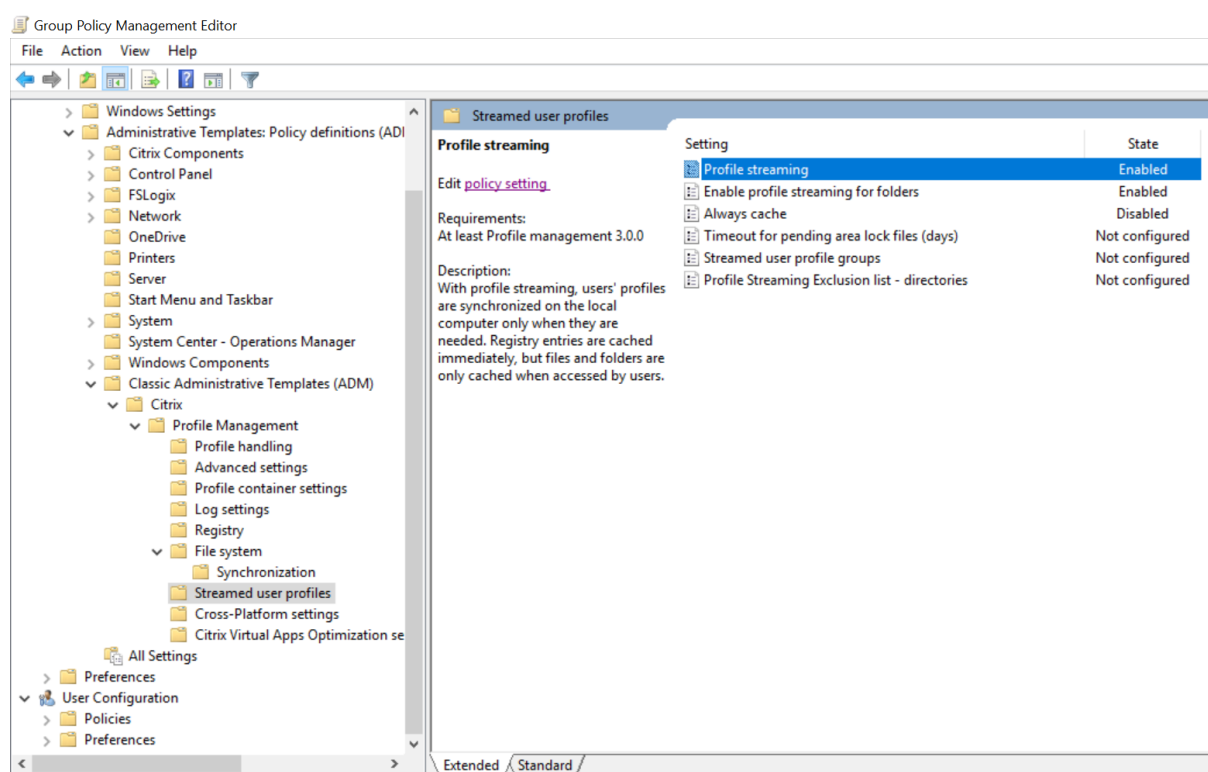 Group Policy Management Editor
File Action View Help
Windows Settings
Administrative Templates: Policy definitions (ADI
Citrix Components
Control Panel
FSLogix
Network
OneDrive
Printers
Server
Start Menu and Taskbar
System
System Center - Operations Manager
Windows Components
Classic Administrative Templates (ADM)
Citrix
Profile Management
Profile handling
Advanced settings
Profile container settings
Log settings
Registry
File system
Synchronization
Streamed user profiles
Cross-Platform settings
Citrix Virtual Apps Optimization se
All Settings
Preferences
User Configuration
Policies
Preferences
Streamed user profiles
Profile streaming
Edit policy setting
Requirements:
At least Profile management 3.0.0
Description:
With profile streaming, users' profiles
are synchronized on the local
computer only when they are
needed. Registry entries are cached
immediately, but files and folders are
only cached when accessed by users.
Setting State
Profile streaming Enabled
Enable profile streaming for folders Enabled
Always cache Disabled
Timeout for pending area lock files (days) Not configured
Streamed user profile groups Not configured
Profile Streaming Exclusion list - directories Not configured
Extended Standard